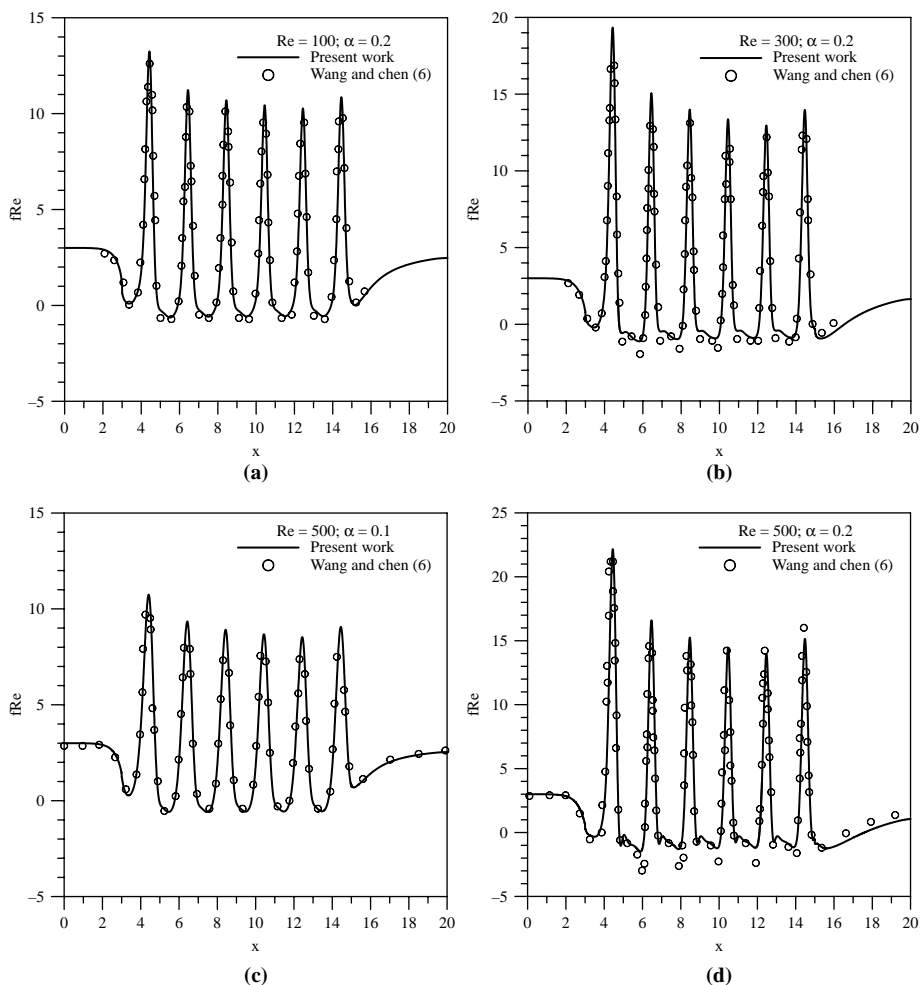 15
Re = 100; α = 0.2
Present work
Wang and chen (6)
10
5
0
–5
fRe
0 2 4 6 8 10 12 14 16 18 20
x
(a)
20
Re = 300; α = 0.2
Present work
Wang and chen (6)
15
10
5
0
–5
fRe
0 2 4 6 8 10 12 14 16 18 20
x
(b)
15
Re = 500; α = 0.1
Present work
Wang and chen (6)
10
5
0
–5
fRe
0 2 4 6 8 10 12 14 16 18 20
x
(c)
25
Re = 500; α = 0.2
Present work
Wang and chen (6)
20
15
10
5
0
–5
fRe
0 2 4 6 8 10 12 14 16 18 20
x
(d)